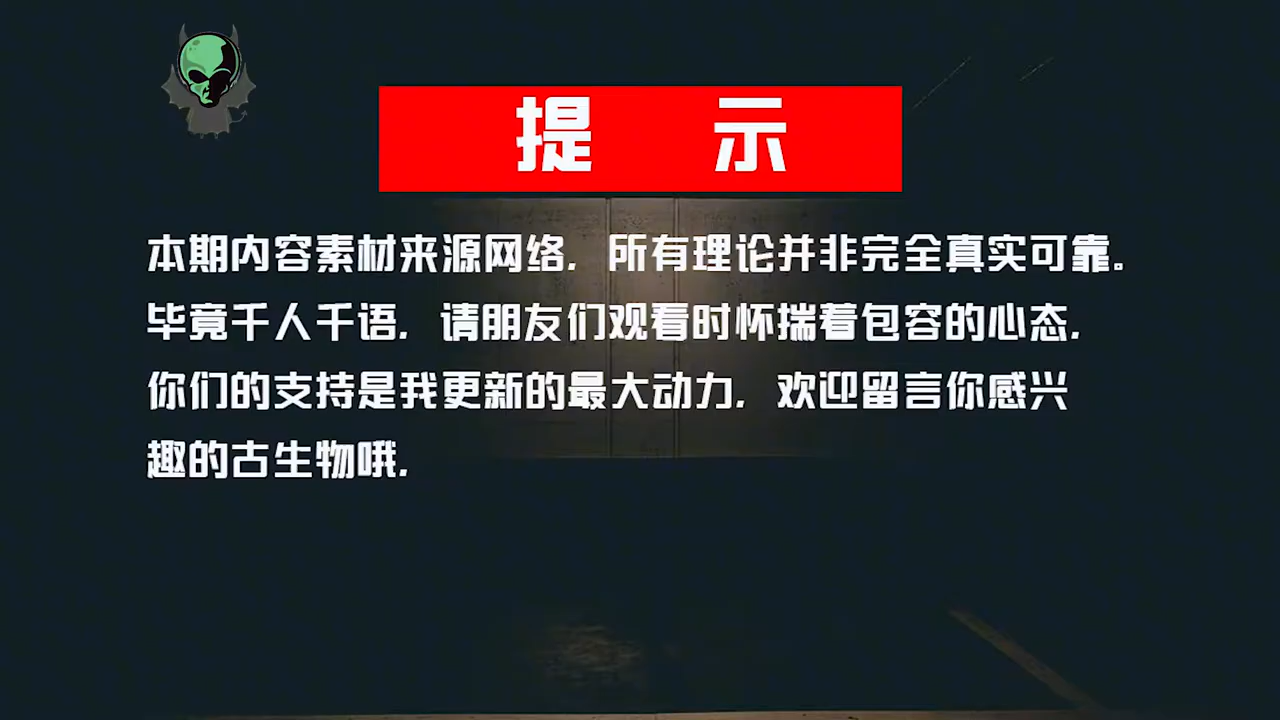 提 示
本期内容素材来源网络,所有理论并非完全真实可靠。
毕竟千人千语,请朋友们观看时怀揣着包容的心态,
你们的支持是我更新的最大动力,欢迎留言你感兴
趣的古生物哦,